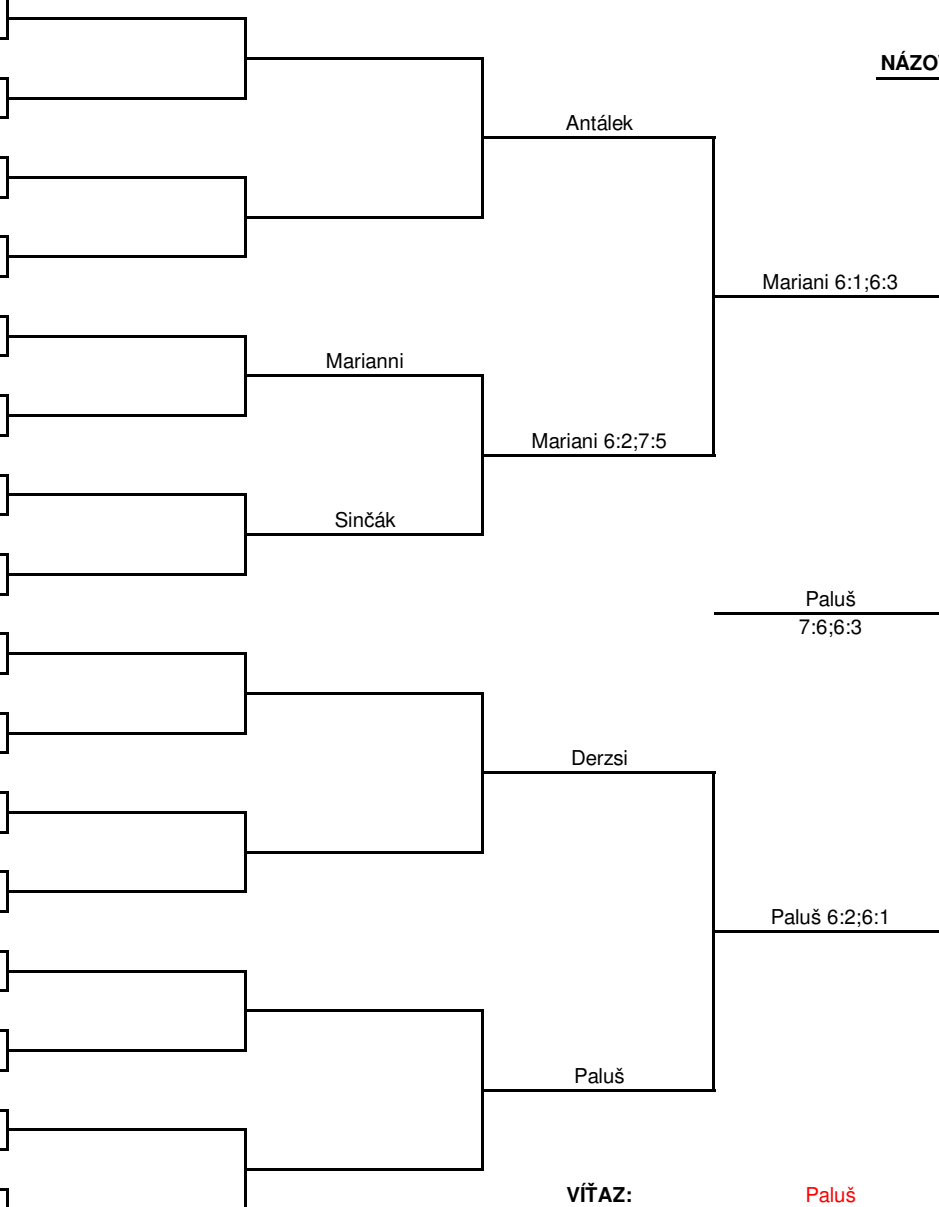 NÁZO
Antálek
Mariani 6:1;6:3
Marianni
Mariani 6:2;7:5
Sinčák
Paluš
7:6;6:3
Derzsi
Paluš 6:2;6:1
Paluš
VÍŤAZ: Paluš